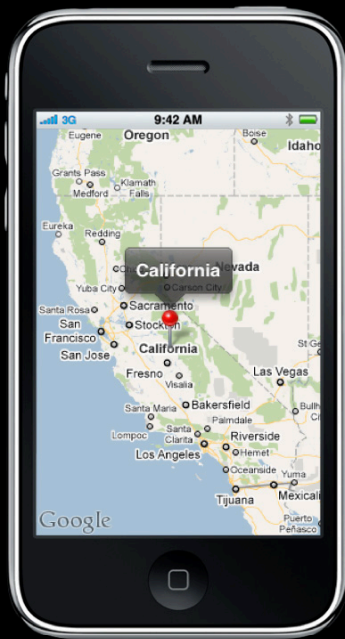 3G 9:42 AM
Eugene Oregon Boise
Idaho
Grants Pass
Medford Klamath
Falls
Eureka
Redding
California Nevada
Yuba City Carson City
Santa Rosa Sacramento
San Stockton
Francisco
San Jose California
Fresno Las Vegas
Visalia
Santa Maria Bakersfield
Lompoc Palmdale
Santa
Clarita Riverside
Los Angeles Hemet
Oceanside Yuma
Tijuana Mexicali
Google Puerto
Peñasco